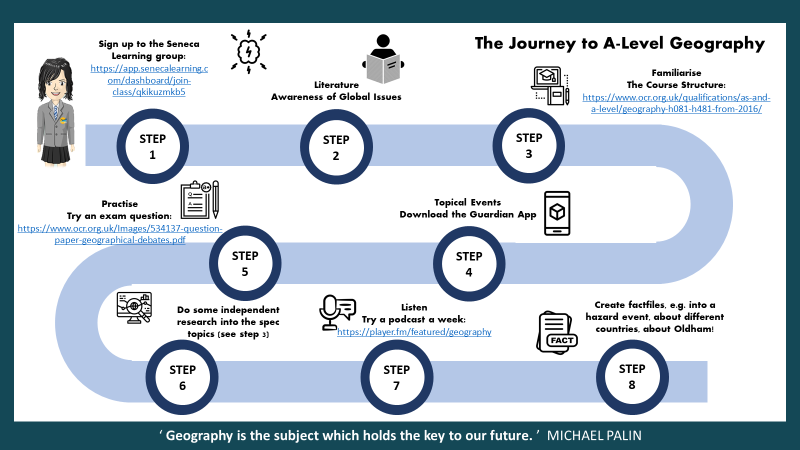 The Journey to A-Level Geography
Sign up to the Seneca
Learning group:
https://app.senecalearning.c
om/dashboard/join-
class/qkikuzmkb5
STEP
1
Literature
Awareness of Global Issues
STEP
2
Familiarise
The Course Structure:
https://www.ocr.org.uk/qualifications/as-and-
a-level/geography-h081-h481-from-2016/
STEP
3
Topical Events
Download the Guardian App
STEP
4
Practise
Try an exam question:
https://www.ocr.org.uk/Images/534137-question-
paper-geographical-debates.pdf
Q
A
A+
STEP
5
Do some independent
research into the spec
topics (see step 3)
STEP
6
Listen
Try a podcast a week:
https://player.fm/featured/geography
STEP
7
Create factfiles, e.g. into a
hazard event, about different
countries, about Oldham!
FACT
STEP
8
‘ Geography is the subject which holds the key to our future. ’ MICHAEL PALIN